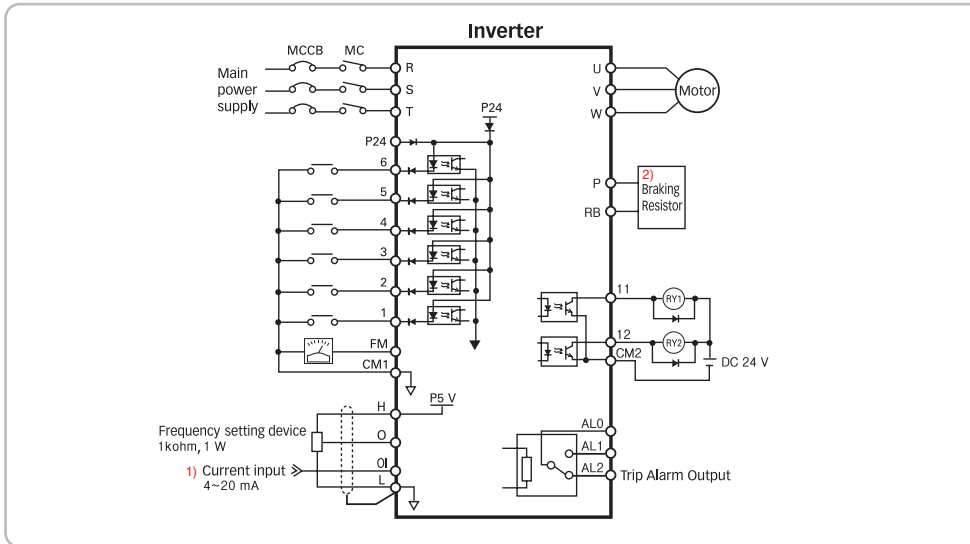 Inverter
MCCB MC
Main
power
supply
R
S
T
P24
P24
6
5
4
3
2
1
FM
CM1
H
P5 V
Frequency setting device
1kohm, 1 W
O
1) Current input
4~20 mA
OI
L
U
V
W
Motor
P
RB
2)
Braking
Resistor
11
RY1
12
RY2
CM2
DC 24 V
AL0
AL1
AL2
Trip Alarm Output